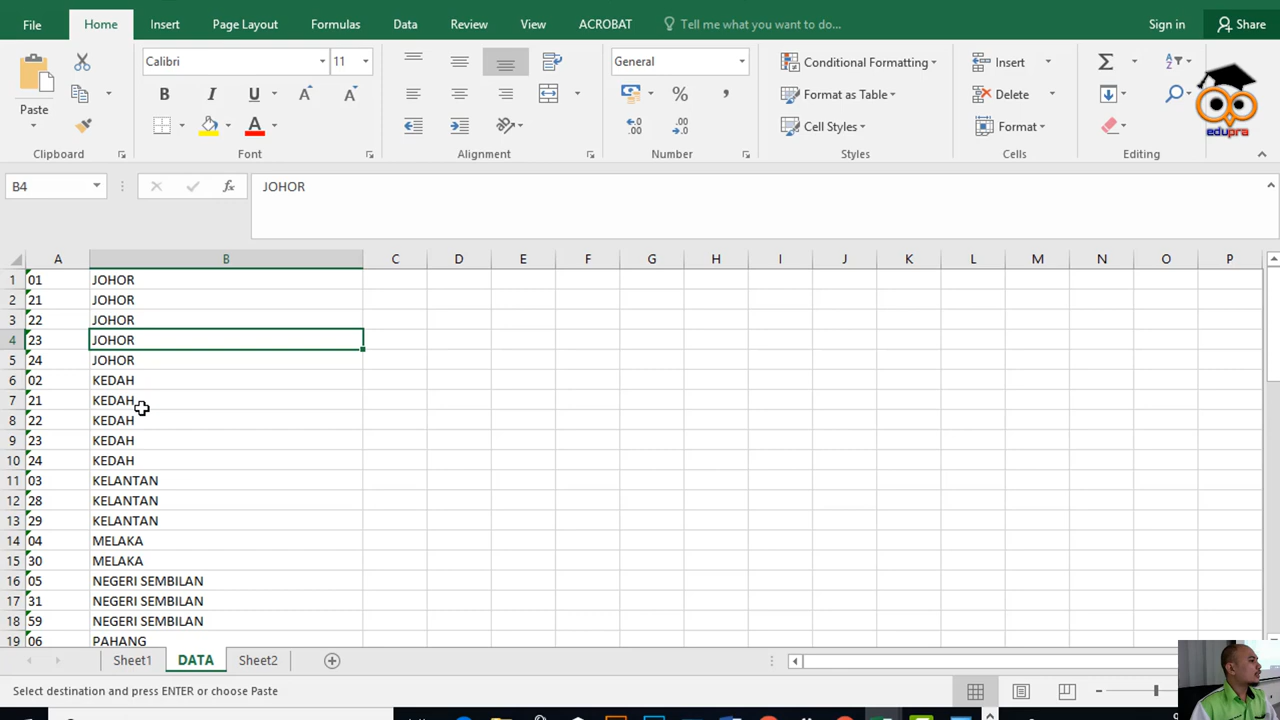 File Home Insert Page Layout Formulas Data Review View ACROBAT Tell me what you want to do... Sign in Share
Paste
Clipboard
Calibri 11
B I U A A
A
Font
Alignment
General
% ,
Number
Conditional Formatting
Format as Table
Cell Styles
Styles
Insert
Delete
Format
Cells
Editing
edupra
B4 fx JOHOR
A B C D E F G H I J K L M N O P
1 01 JOHOR
2 21 JOHOR
3 22 JOHOR
4 23 JOHOR
5 24 JOHOR
6 02 KEDAH
7 21 KEDAH
8 22 KEDAH
9 23 KEDAH
10 24 KEDAH
11 03 KELANTAN
12 28 KELANTAN
13 29 KELANTAN
14 04 MELAKA
15 30 MELAKA
16 05 NEGERI SEMBILAN
17 31 NEGERI SEMBILAN
18 59 NEGERI SEMBILAN
19 06 PAHANG
Sheet1 DATA Sheet2
Select destination and press ENTER or choose Paste